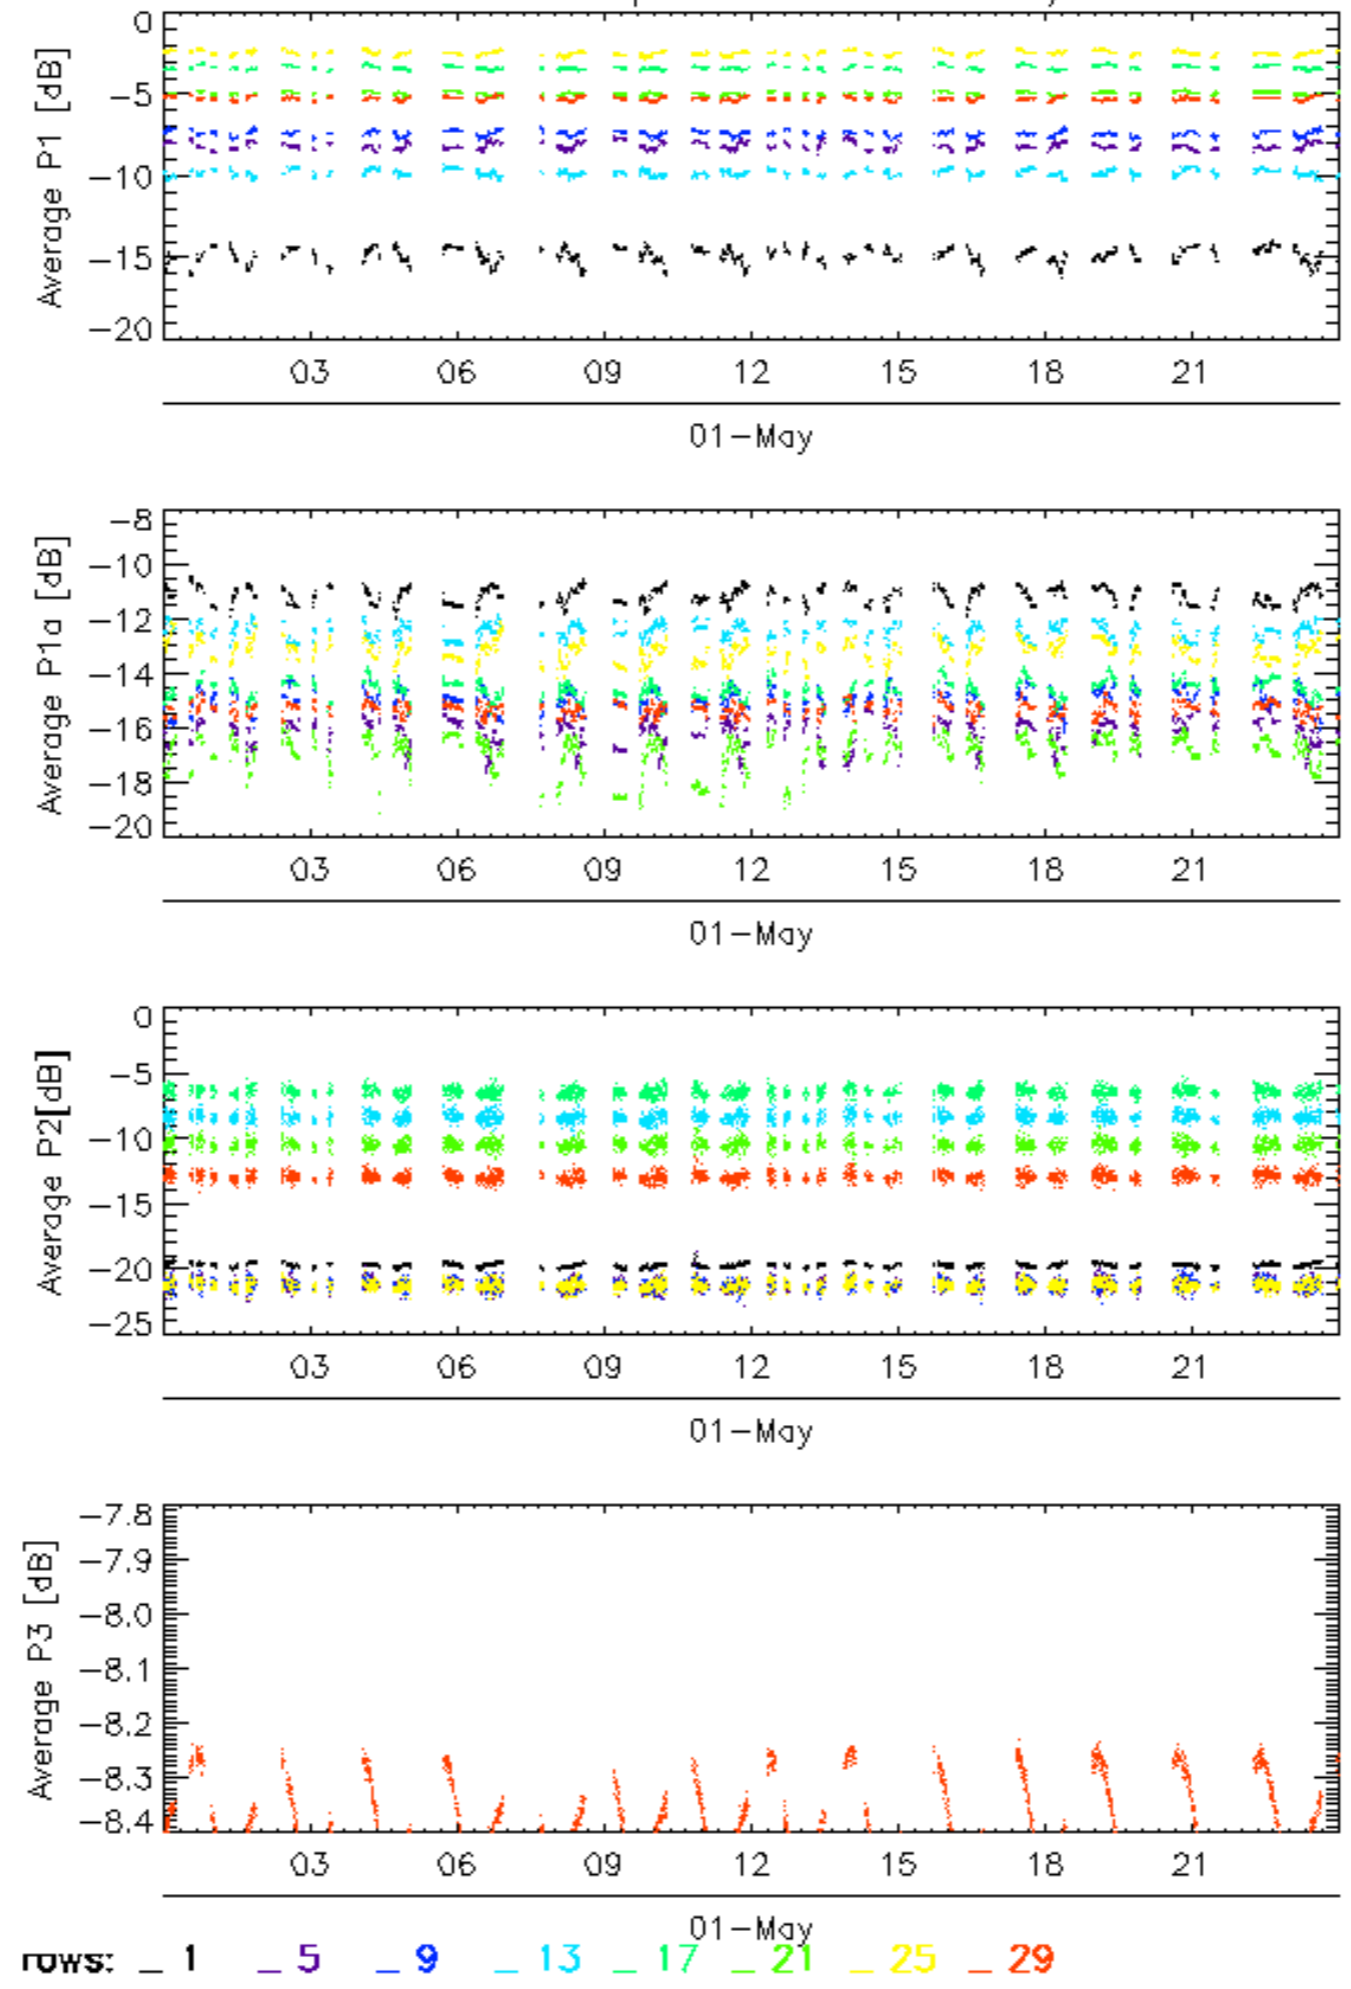 0
−5
−10
−15
−20
Average P1 [dB]
03 06 09 12 15 18 21
01−May
−8
−10
−12
−14
−16
−18
−20
Average P1a [dB]
03 06 09 12 15 18 21
01−May
0
−5
−10
−15
−20
−25
Average P2[dB]
03 06 09 12 15 18 21
01−May
−7.8
−7.9
−8.0
−8.1
−8.2
−8.3
−8.4
Average P3 [dB]
03 06 09 12 15 18 21
01−May
rows: _ 1 _ 5 _ 9 _ 13 _ 17 _ 21 _ 25 _ 29